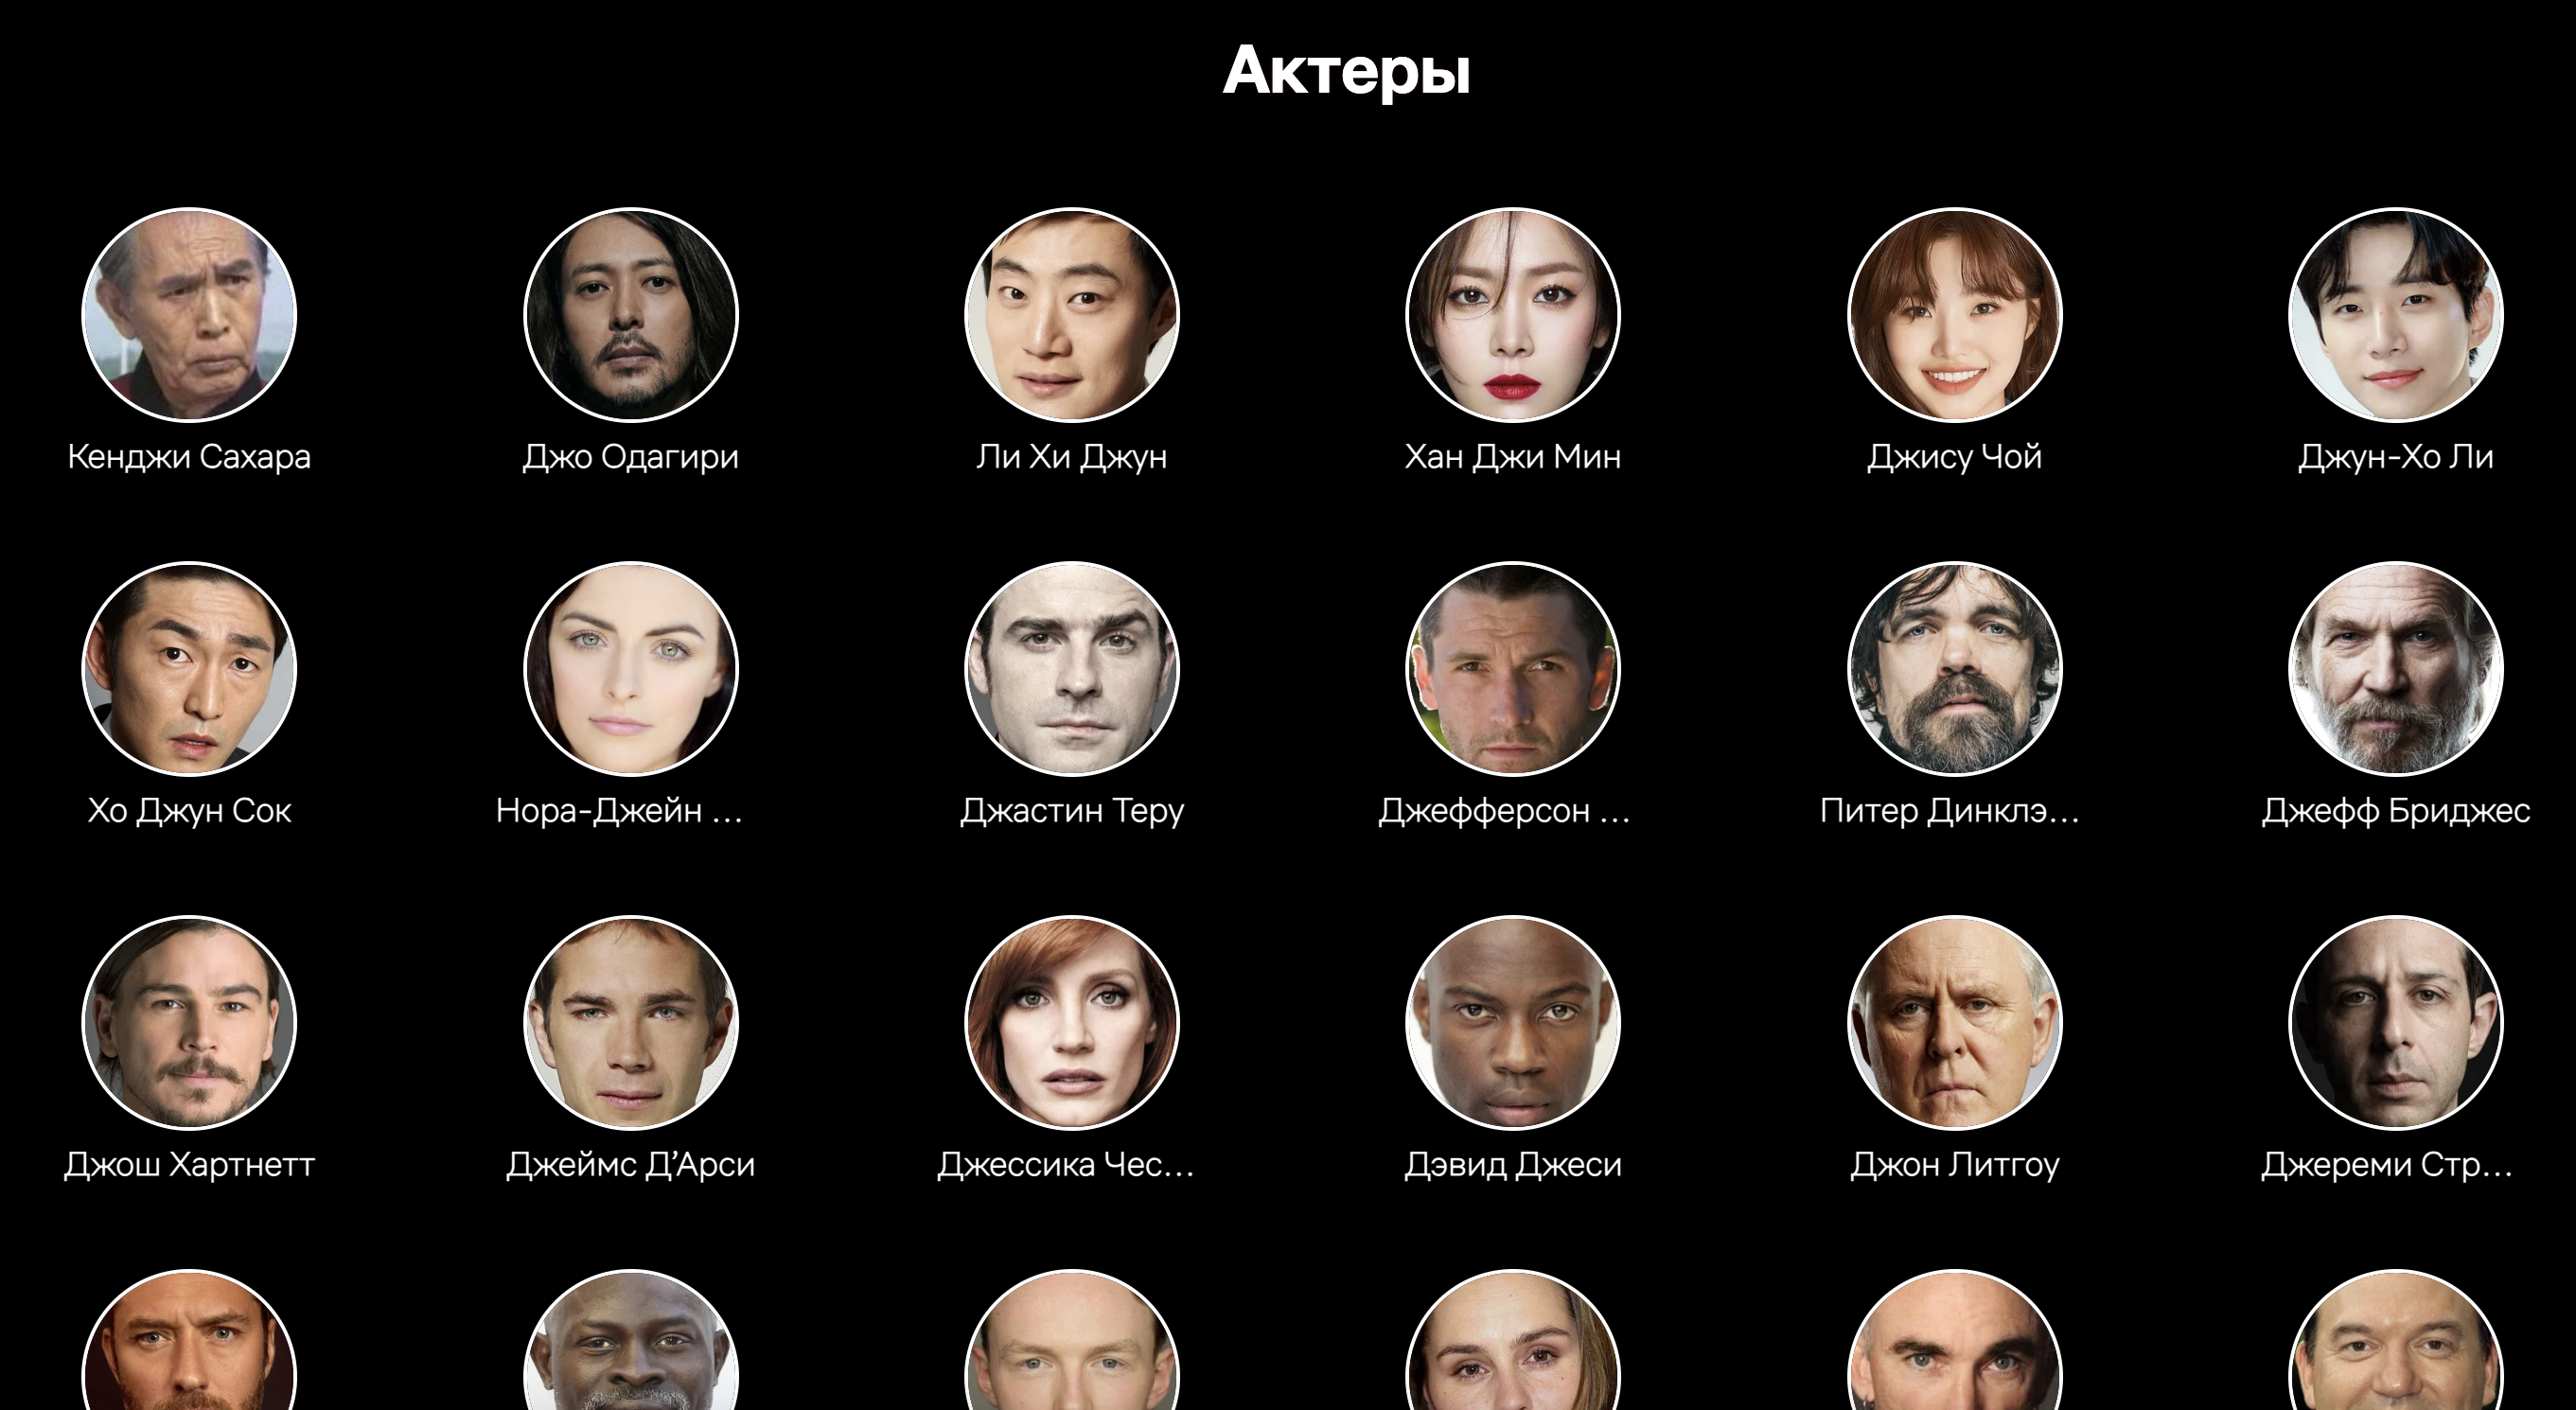 Актеры
Кенджи Сахара
Джо Одагири
Ли Хи Джун
Хан Джи Мин
Джису Чой
Джун-Хо Ли
Хо Джун Сок
Нора-Джейн ...
Джастин Теру
Джефферсон ...
Питер Динклэ...
Джефф Бриджес
Джош Хартнетт
Джеймс Д’Арси
Джессика Чес...
Дэвид Джеси
Джон Литгоу
Джереми Стр...